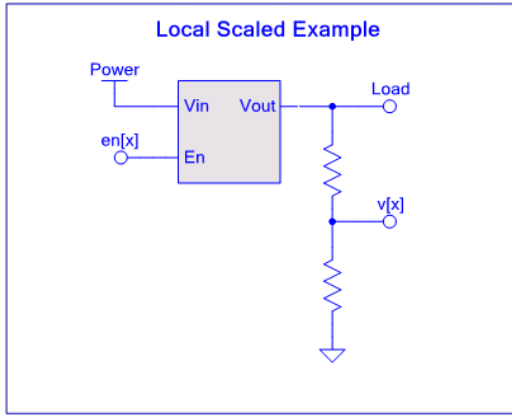 Local Scaled Example
Power
Load
Vin
Vout
en[x]
En
v[x]